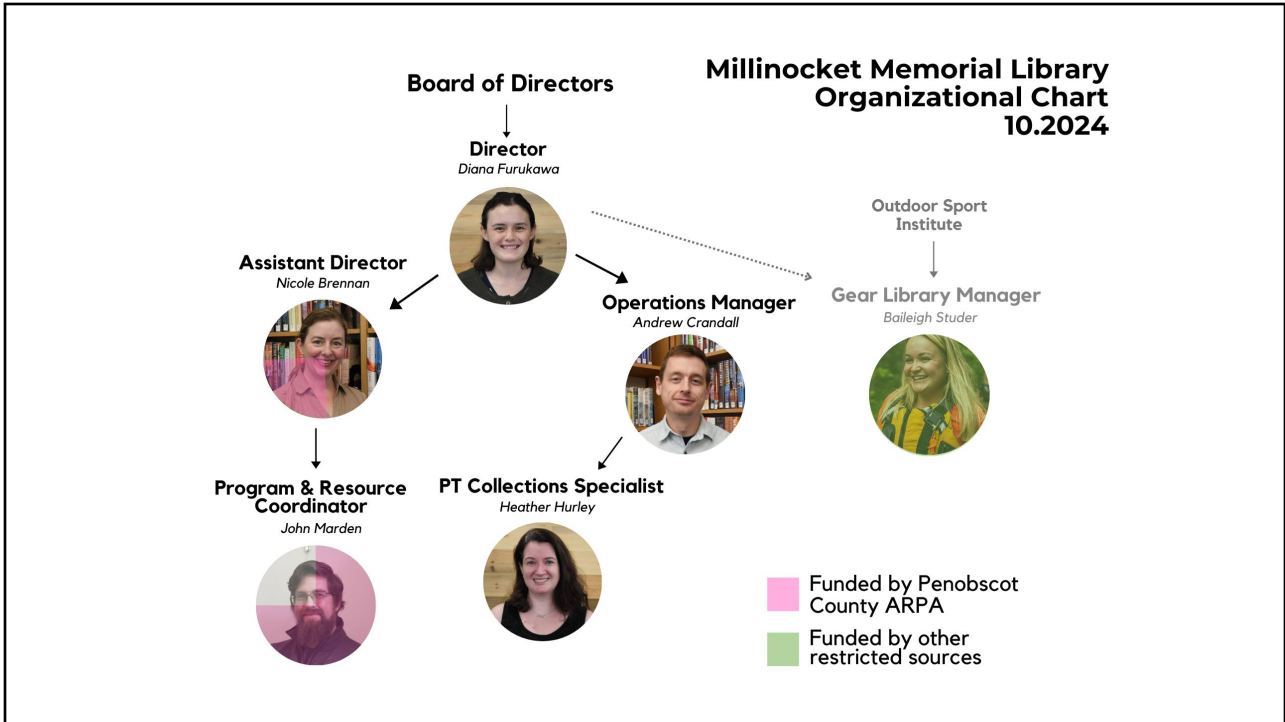 Millinocket Memorial Library
Organizational Chart
10.2024
Board of Directors
Director
Diana Furukawa
Assistant Director
Nicole Brennan
Operations Manager
Andrew Crandall
Outdoor Sport
Institute
Gear Library Manager
Baileigh Studer
Program & Resource
Coordinator
John Marden
PT Collections Specialist
Heather Hurley
Funded by Penobscot
County ARPA
Funded by other
restricted sources